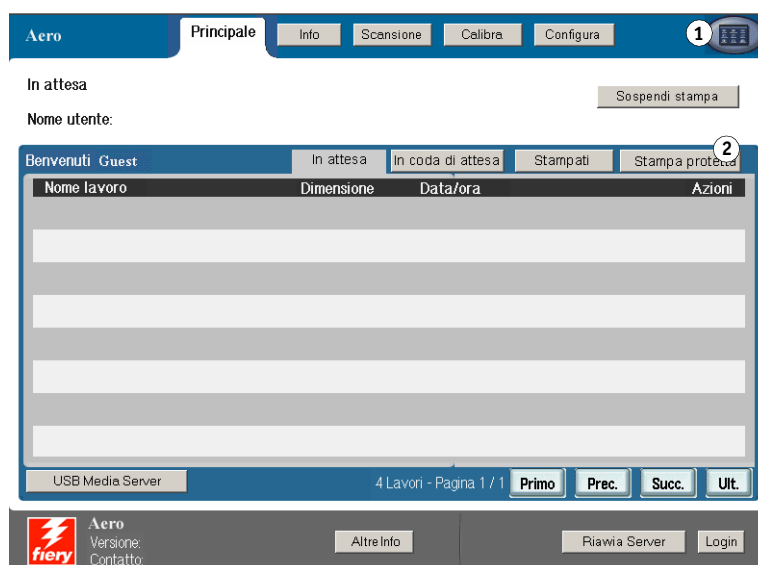 Aero Principale Info Scansione Calibra Configura 1
In attesa
Sospendi stampa
Nome utente:
2
Benvenuti Guest In attesa In coda di attesa Stampati Stampa protetta
Nome lavoro Dimensione Data/ora Azioni
USB Media Server 4 Lavori - Pagina 1 / 1 Primo Prec. Succ. Ult.
Aero
Versione: Altre Info Riavvia Server Login
fiery Contatto: